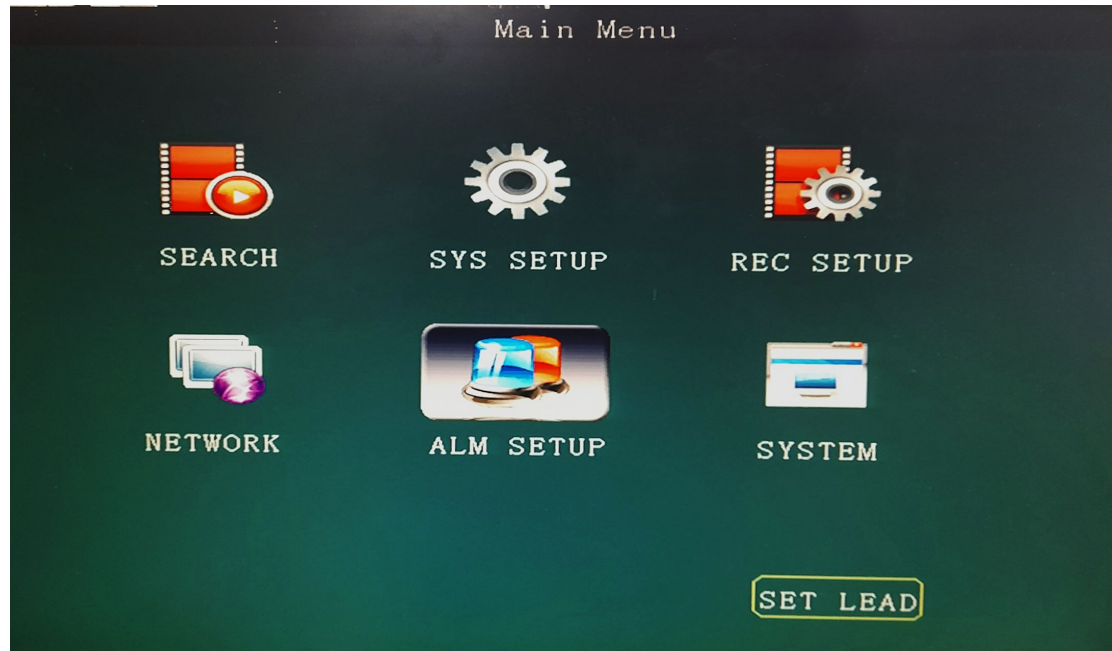 Main Menu
SEARCH
SYS SETUP
REC SETUP
NETWORK
ALM SETUP
SYSTEM
SET LEAD